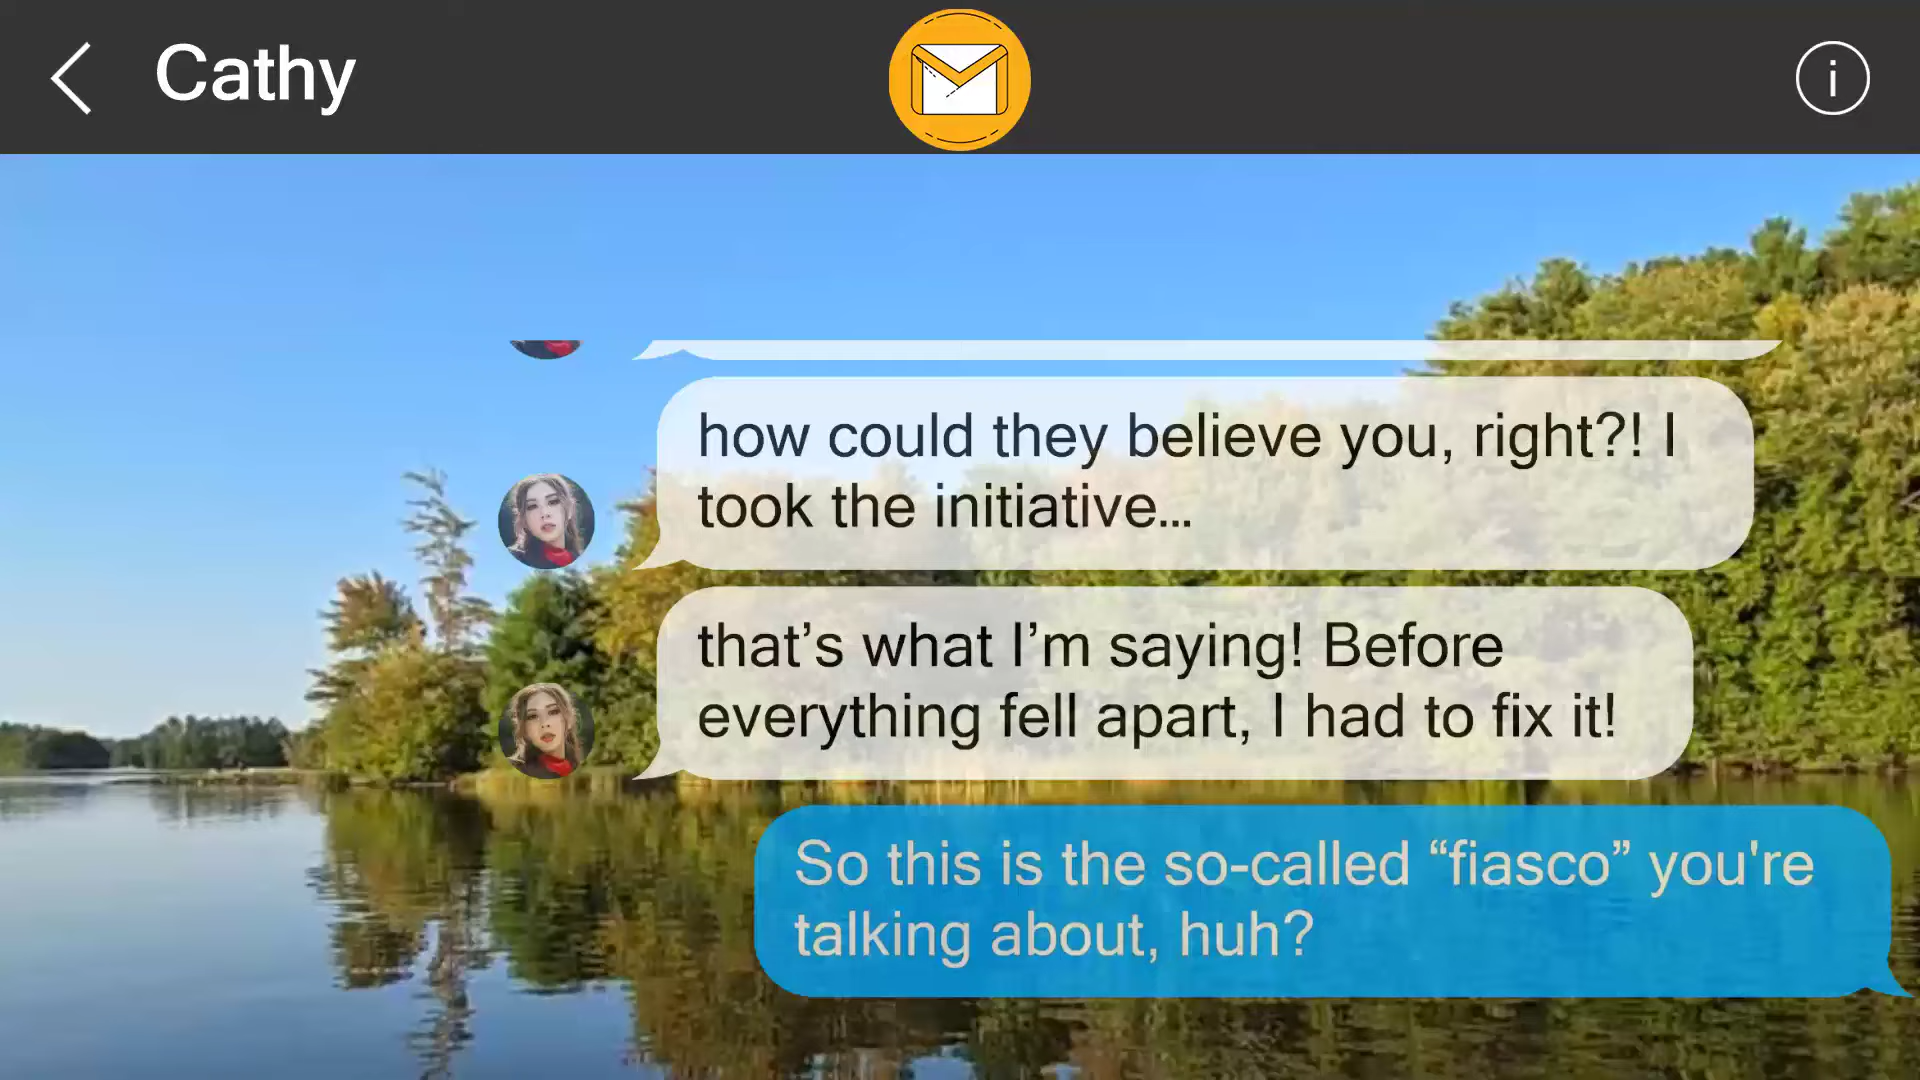 Cathy
i
how could they believe you, right?! I
took the initiative...
that’s what I’m saying! Before
everything fell apart, I had to fix it!
So this is the so-called “fiasco” you're
talking about, huh?